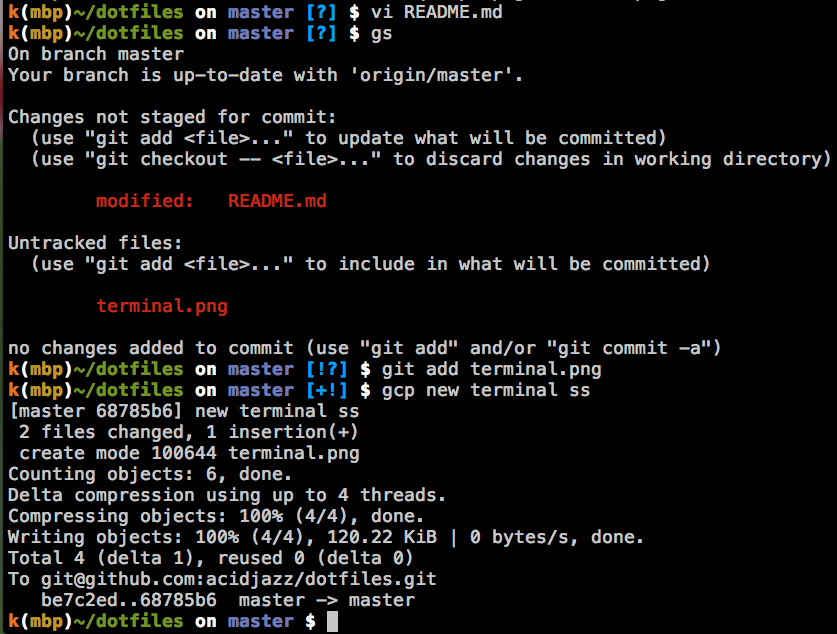 k(mbp)~/dotfiles on master [?] $ vi README.md
k(mbp)~/dotfiles on master [?] $ gs
On branch master
Your branch is up-to-date with 'origin/master'.
Changes not staged for commit:
(use "git add <file>..." to update what will be committed)
(use "git checkout -- <file>..." to discard changes in working directory)
modified: README.md
Untracked files:
(use "git add <file>..." to include in what will be committed)
terminal.png
no changes added to commit (use "git add" and/or "git commit -a")
k(mbp)~/dotfiles on master [!?] $ git add terminal.png
k(mbp)~/dotfiles on master [+!] $ gcp new terminal ss
[master 68785b6] new terminal ss
2 files changed, 1 insertion(+)
create mode 100644 terminal.png
Counting objects: 6, done.
Delta compression using up to 4 threads.
Compressing objects: 100% (4/4), done.
Writing objects: 100% (4/4), 120.22 KiB | 0 bytes/s, done.
Total 4 (delta 1), reused 0 (delta 0)
To git@github.com:acidjazz/dotfiles.git
be7c2ed..68785b6 master -> master
k(mbp)~/dotfiles on master $